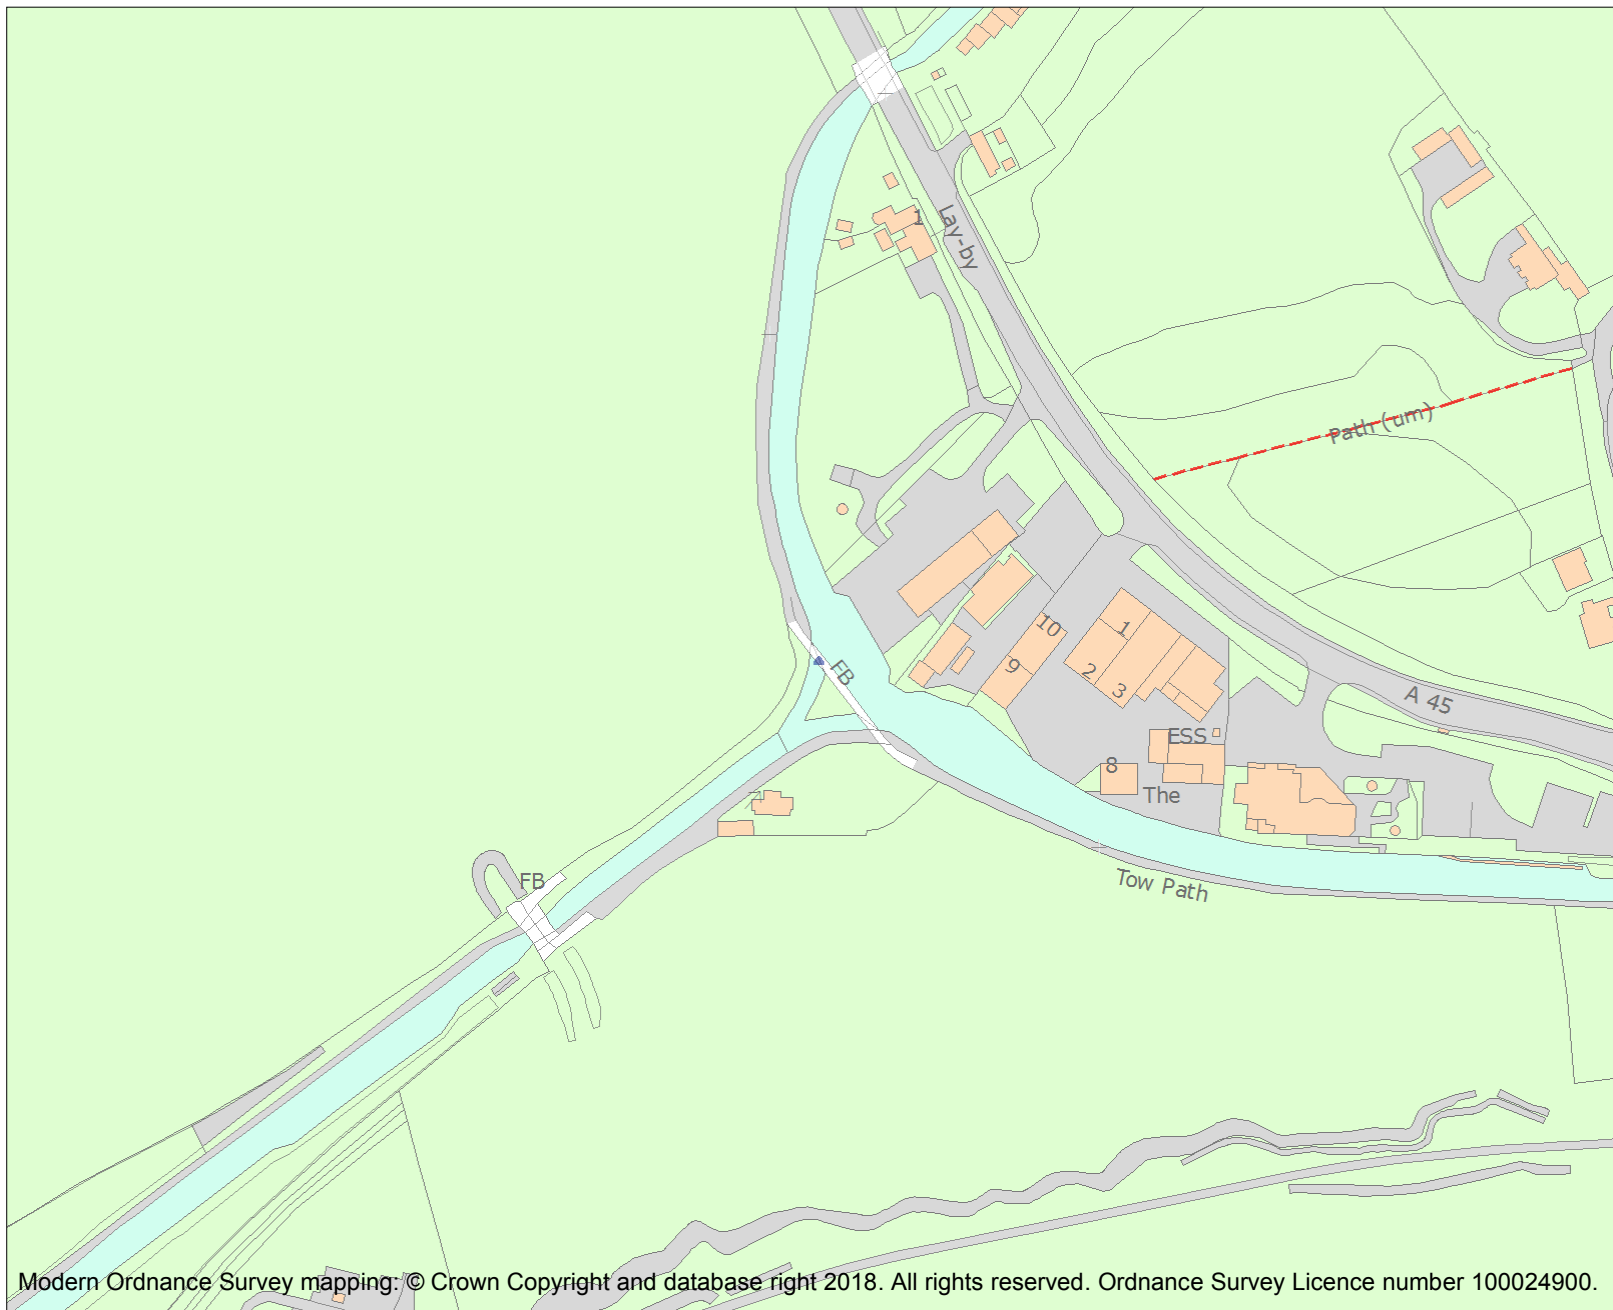 1
Lay-by
Path (um)
10
1
9
2
3
FB
A 45
ESS
8
The
7
FB
Tow Path
Modern Ordnance Survey mapping: © Crown Copyright and database right 2018. All rights reserved. Ordnance Survey Licence number 100024900.